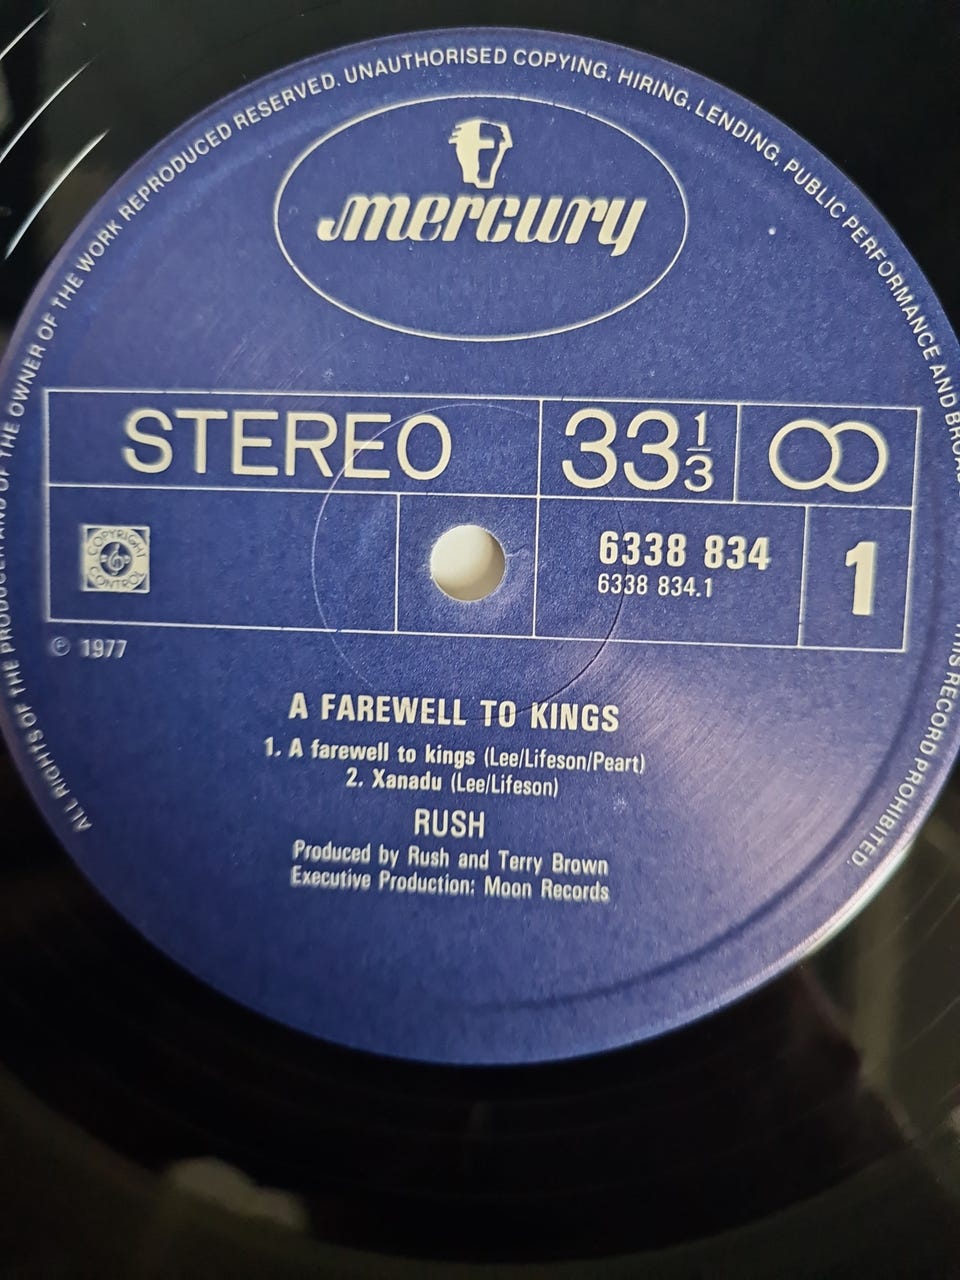 ALL RIGHTS OF THE PRODUCER AND OF THE OWNER OF THE WORK REPRODUCED RESERVED. UNAUTHORISED COPYING, HIRING, LENDING, PUBLIC PERFORMANCE AND BROAD THIS RECORD PROHIBITED.
mercury
STEREO 33 1/3
COPYRIGHT CONTROL
6338 834 1
6338 834.1
℗ 1977
A FAREWELL TO KINGS
1. A farewell to kings (Lee/Lifeson/Peart)
2. Xanadu (Lee/Lifeson)
RUSH
Produced by Rush and Terry Brown
Executive Production: Moon Records